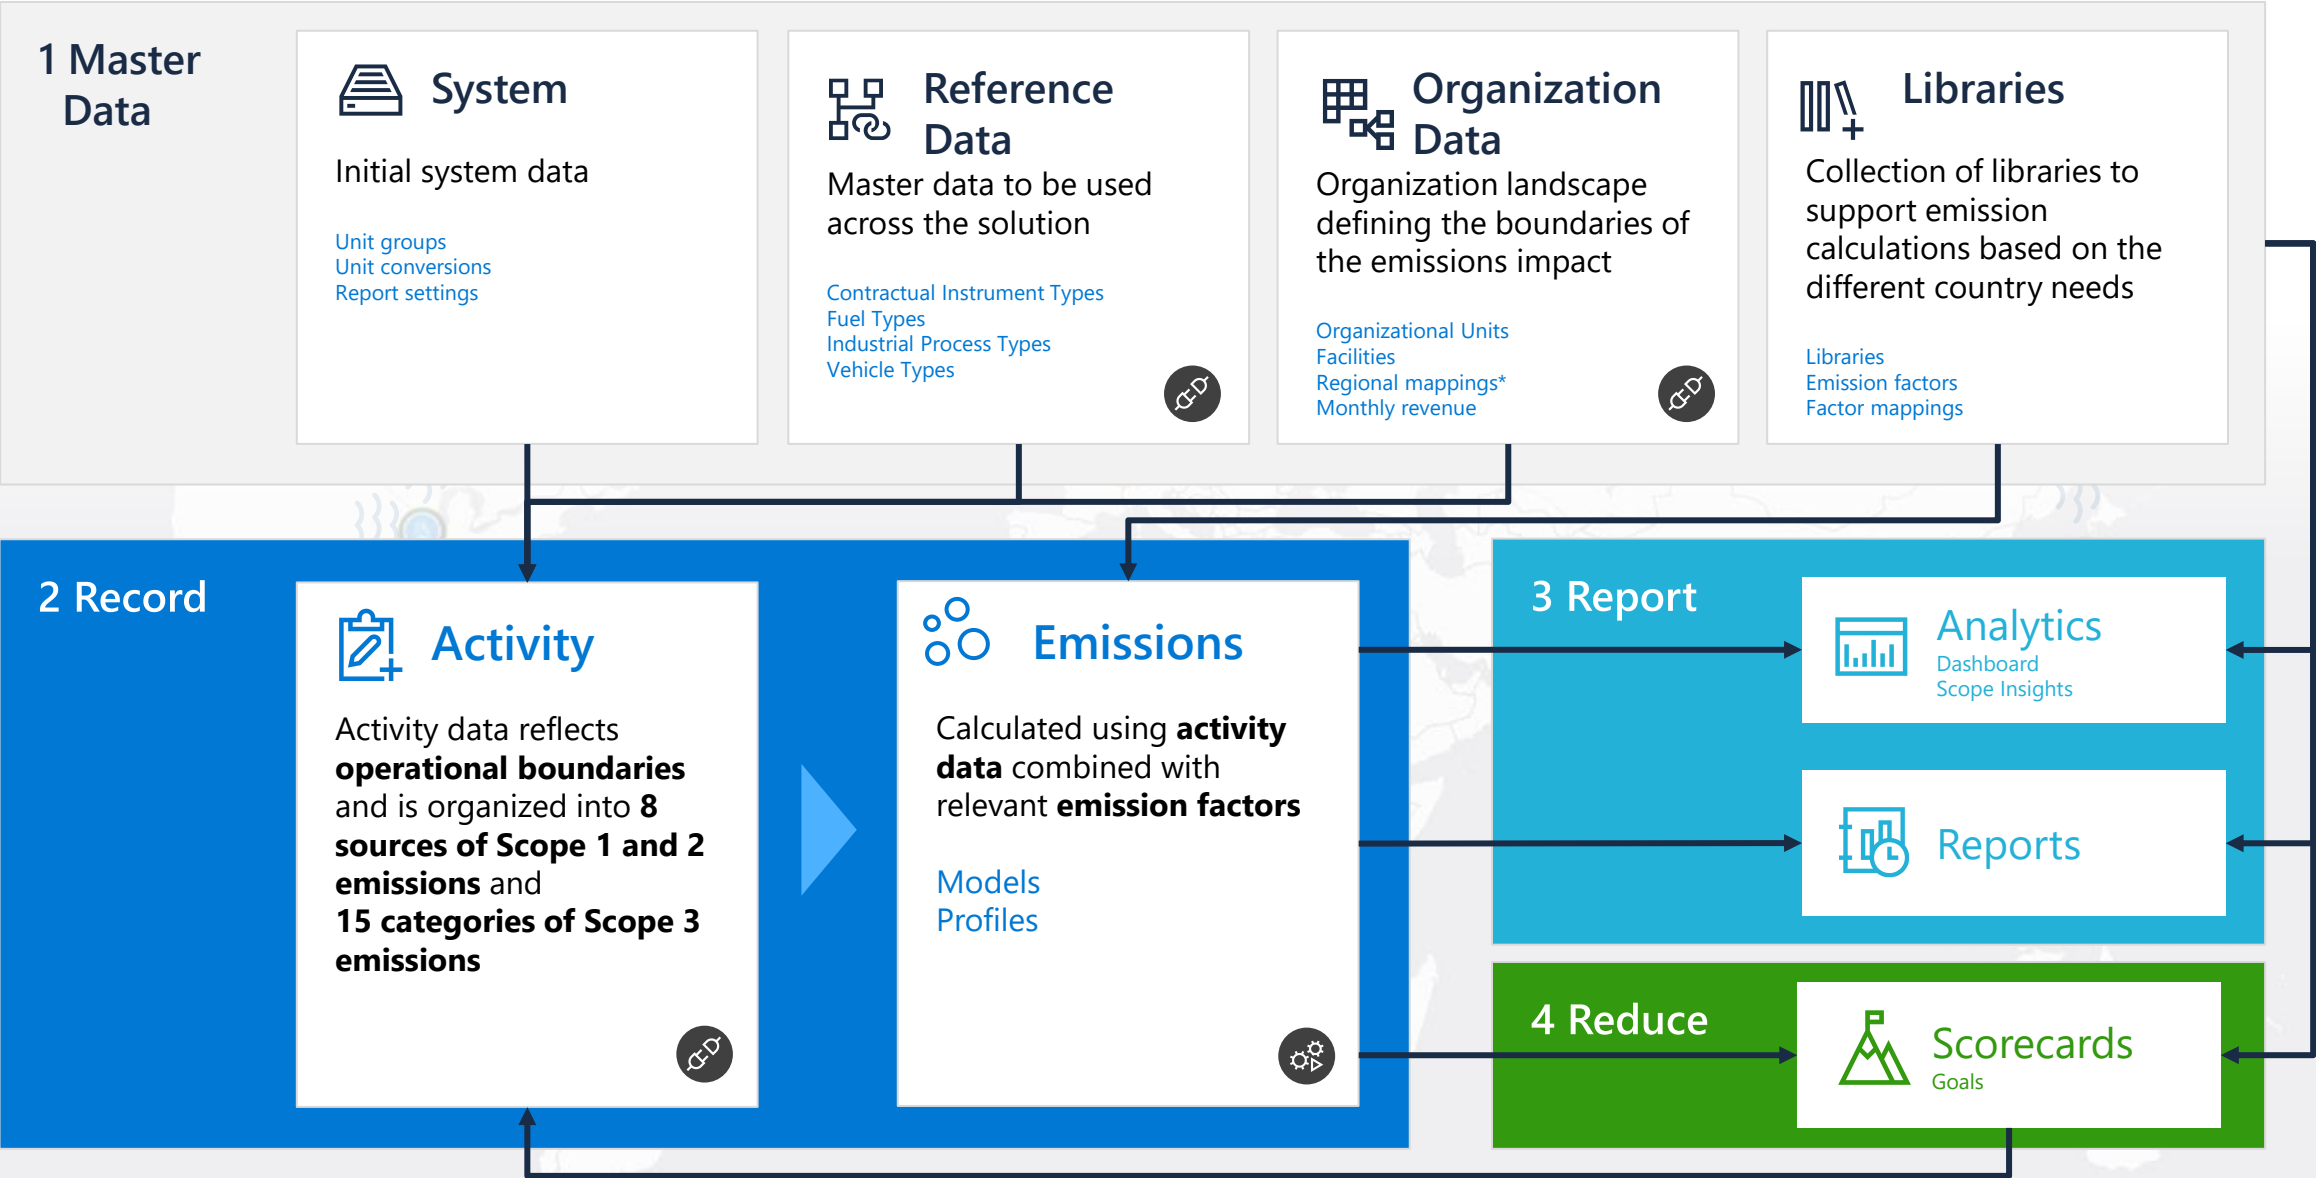 1 Master
Data
System
Initial system data
Unit groups
Unit conversions
Report settings
Reference
Data
Master data to be used
across the solution
Contractual Instrument Types
Fuel Types
Industrial Process Types
Vehicle Types
Organization
Data
Organization landscape
defining the boundaries of
the emissions impact
Organizational Units
Facilities
Regional mappings*
Monthly revenue
Libraries
Collection of libraries to
support emission
calculations based on the
different country needs
Libraries
Emission factors
Factor mappings
2 Record
Activity
Activity data reflects
operational boundaries
and is organized into 8
sources of Scope 1 and 2
emissions and
15 categories of Scope 3
emissions
Emissions
Calculated using activity
data combined with
relevant emission factors
Models
Profiles
3 Report
Analytics
Dashboard
Scope Insights
Reports
4 Reduce
Scorecards
Goals